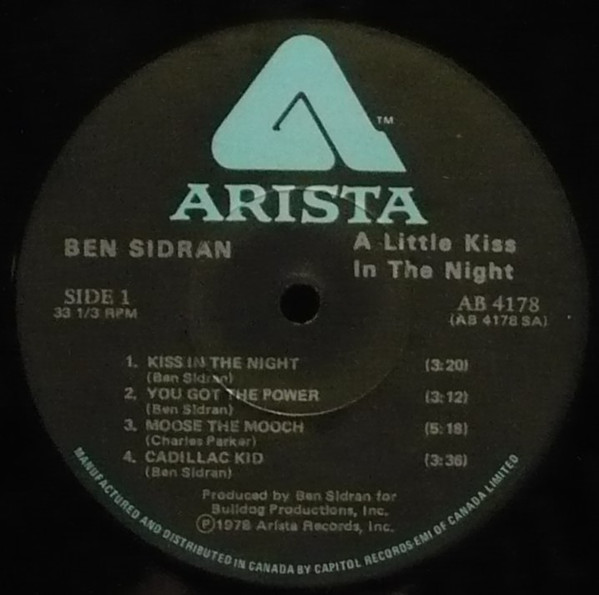 ™
ARISTA
BEN SIDRAN
A Little Kiss
In The Night
SIDE 1
33 1/3 RPM
AB 4178
(AB 4178 SA)
1. KISS IN THE NIGHT (3:20)
(Ben Sidran)
2. YOU GOT THE POWER (3:12)
(Ben Sidran)
3. MOOSE THE MOOCH (5:18)
(Charles Parker)
4. CADILLAC KID (3:36)
(Ben Sidran)
Produced by Ben Sidran for
Bulldog Productions, Inc.
Ⓟ1978 Arista Records, Inc.
MANUFACTURED AND DISTRIBUTED IN CANADA BY CAPITOL RECORDS-EMI OF CANADA LIMITED